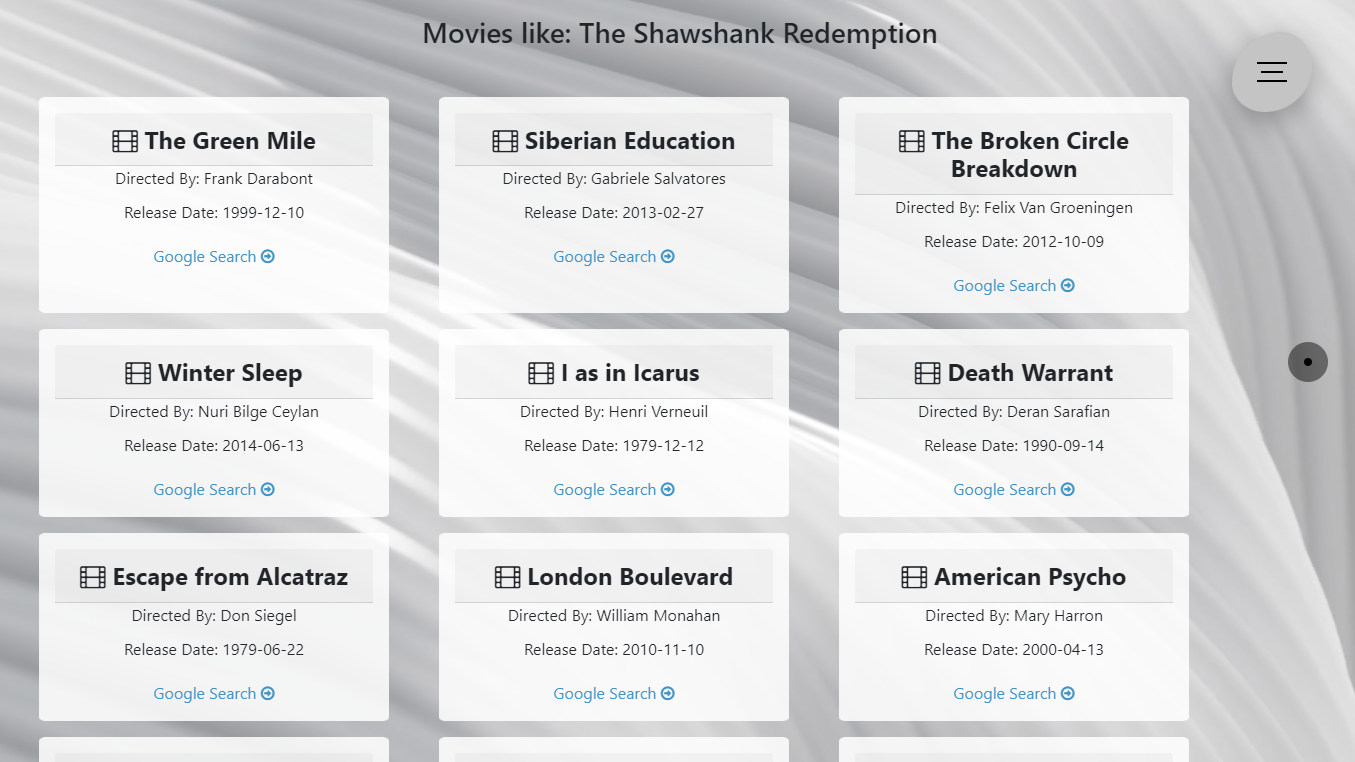 Movies like: The Shawshank Redemption
The Green Mile
Directed By: Frank Darabont
Release Date: 1999-12-10
Google Search
Siberian Education
Directed By: Gabriele Salvatores
Release Date: 2013-02-27
Google Search
The Broken Circle
Breakdown
Directed By: Felix Van Groeningen
Release Date: 2012-10-09
Google Search
Winter Sleep
Directed By: Nuri Bilge Ceylan
Release Date: 2014-06-13
Google Search
I as in Icarus
Directed By: Henri Verneuil
Release Date: 1979-12-12
Google Search
Death Warrant
Directed By: Deran Sarafian
Release Date: 1990-09-14
Google Search
Escape from Alcatraz
Directed By: Don Siegel
Release Date: 1979-06-22
Google Search
London Boulevard
Directed By: William Monahan
Release Date: 2010-11-10
Google Search
American Psycho
Directed By: Mary Harron
Release Date: 2000-04-13
Google Search